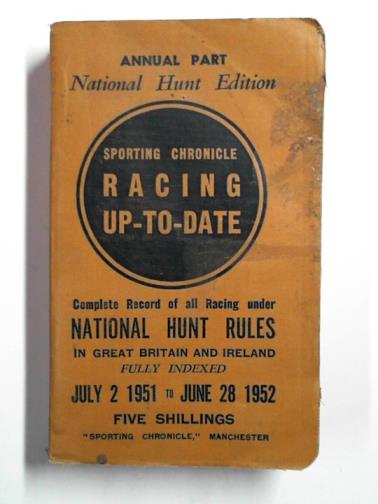 ANNUAL PART
National Hunt Edition
SPORTING CHRONICLE
RACING
UP-TO-DATE
Complete Record of all Racing under
NATIONAL HUNT RULES
IN GREAT BRITAIN AND IRELAND
FULLY INDEXED
JULY 2 1951 TO JUNE 28 1952
FIVE SHILLINGS
"SPORTING CHRONICLE," MANCHESTER